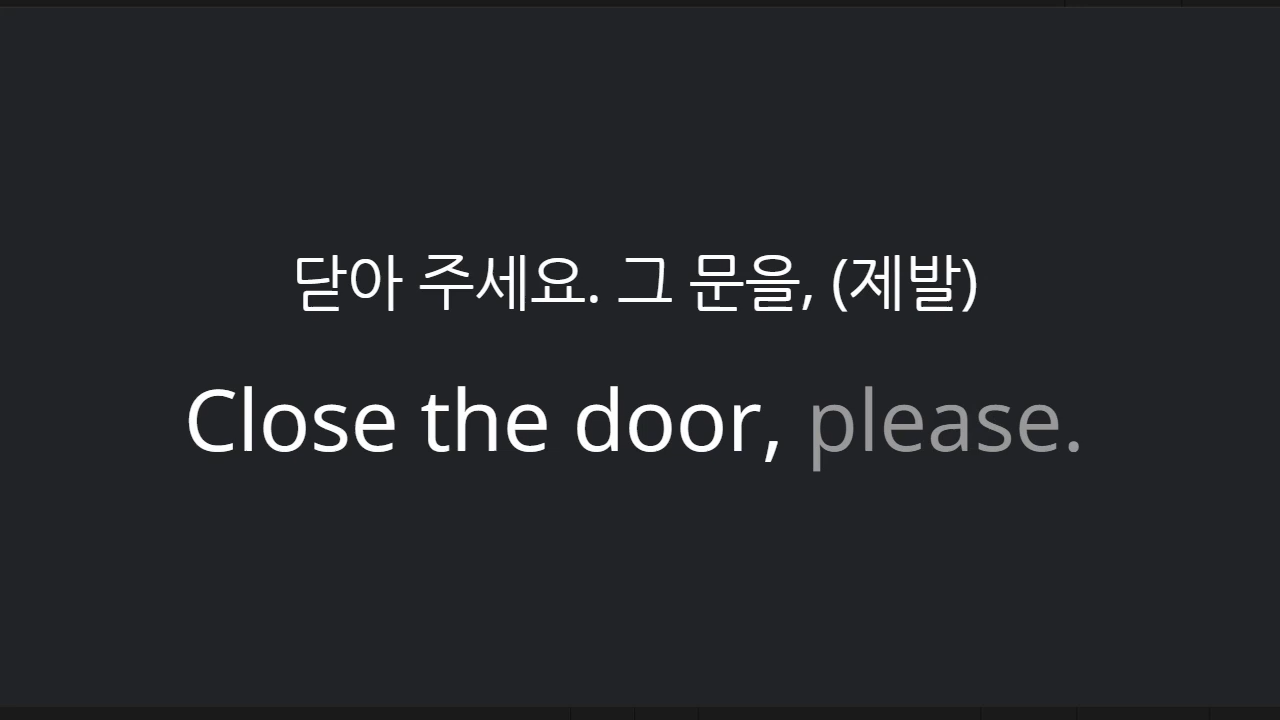 닫아 주세요. 그 문을, (제발)
Close the door, please.